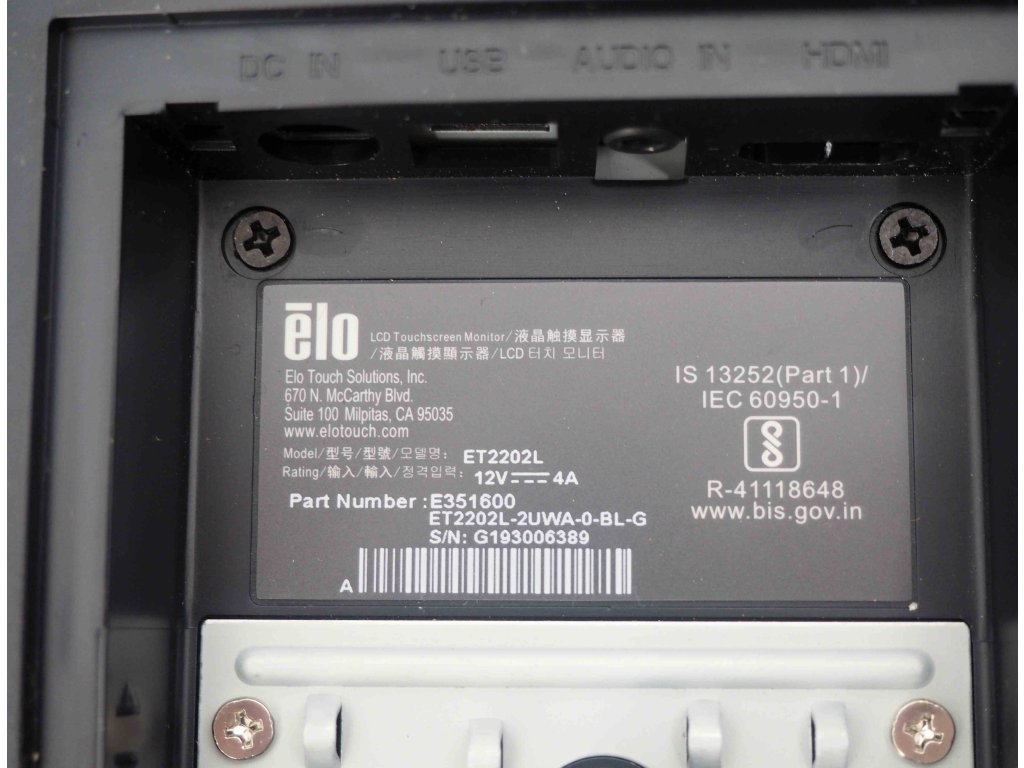 DC IN USB AUDIO IN HDMI
ēlo
LCD Touchscreen Monitor/液晶触摸显示器
/液晶觸摸顯示器/LCD 터치 모니터
Elo Touch Solutions, Inc.
670 N. McCarthy Blvd.
Suite 100 Milpitas, CA 95035
www.elotouch.com
Model/型号/型號/모델명: ET2202L
Rating/输入/輸入/정격입력: 12V⎓4A
Part Number :E351600
ET2202L-2UWA-0-BL-G
S/N: G193006389
A
IS 13252(Part 1)/
IEC 60950-1
R-41118648
www.bis.gov.in